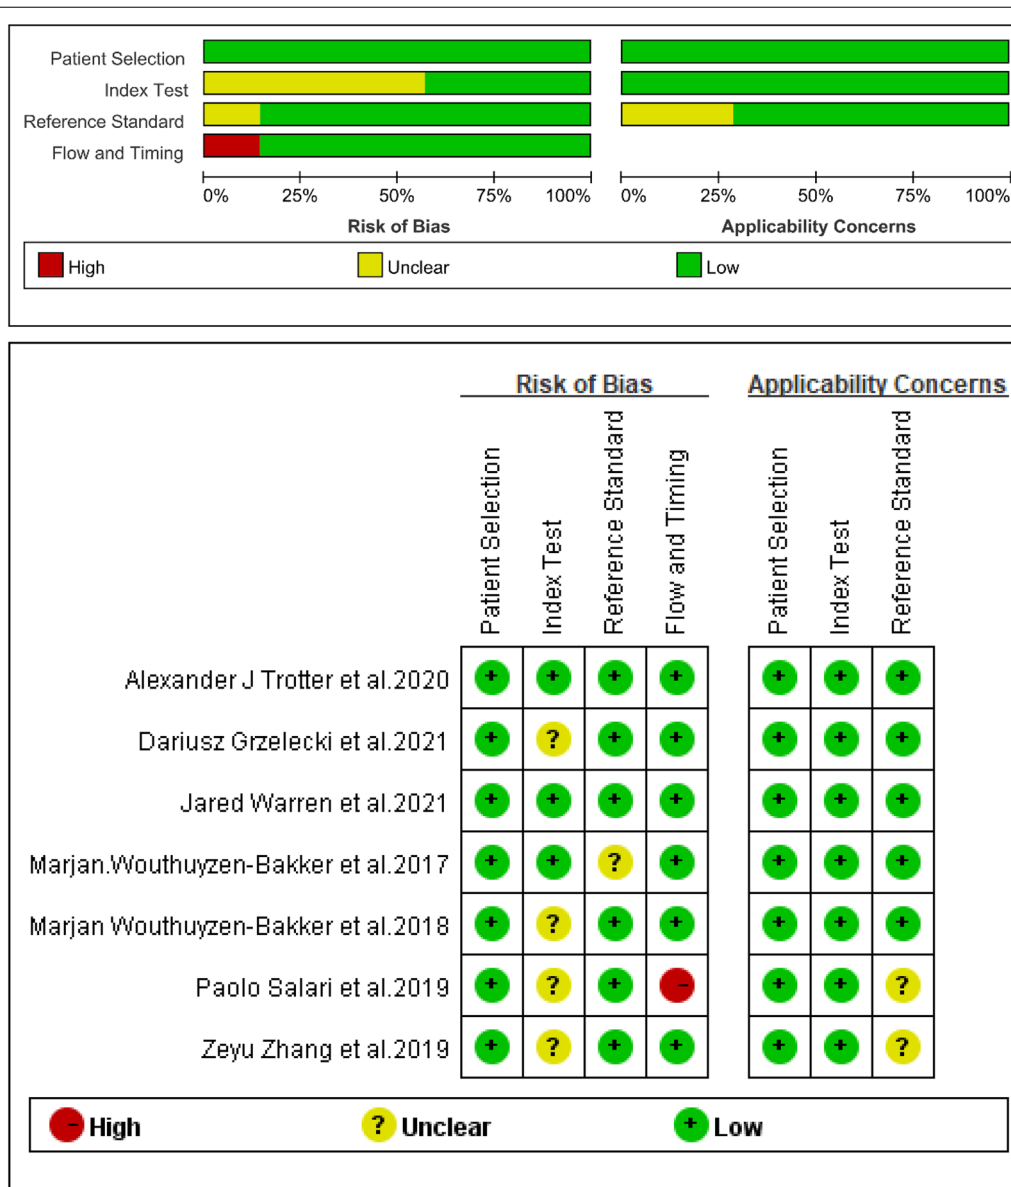 Patient Selection
Index Test
Reference Standard
Flow and Timing
0% 25% 50% 75% 100% 0% 25% 50% 75% 100%
Risk of Bias Applicability Concerns
High Unclear Low
Risk of Bias Applicability Concerns
Patient Selection Index Test Reference Standard Flow and Timing Patient Selection Index Test Reference Standard
Alexander J Trotter et al.2020 + + + + + + +
Dariusz Grzelecki et al.2021 + ? + + + + +
Jared Warren et al.2021 + + + + + + +
Marjan.Wouthuyzen-Bakker et al.2017 + + ? + + + +
Marjan Wouthuyzen-Bakker et al.2018 + ? + + + + +
Paolo Salari et al.2019 + ? + - + + ?
Zeyu Zhang et al.2019 + ? + + + + ?
- High ? Unclear + Low